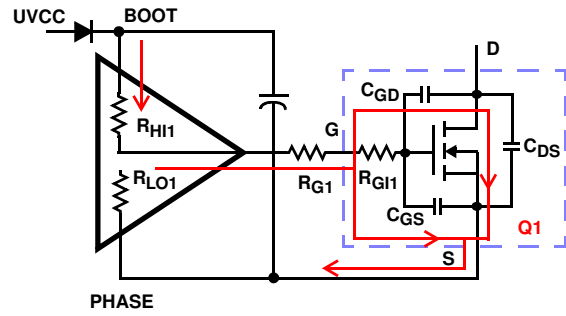 UVCC
BOOT
D
CGD
RHI1
G
CDS
RLO1
RG1
RGI1
CGS
Q1
S
PHASE